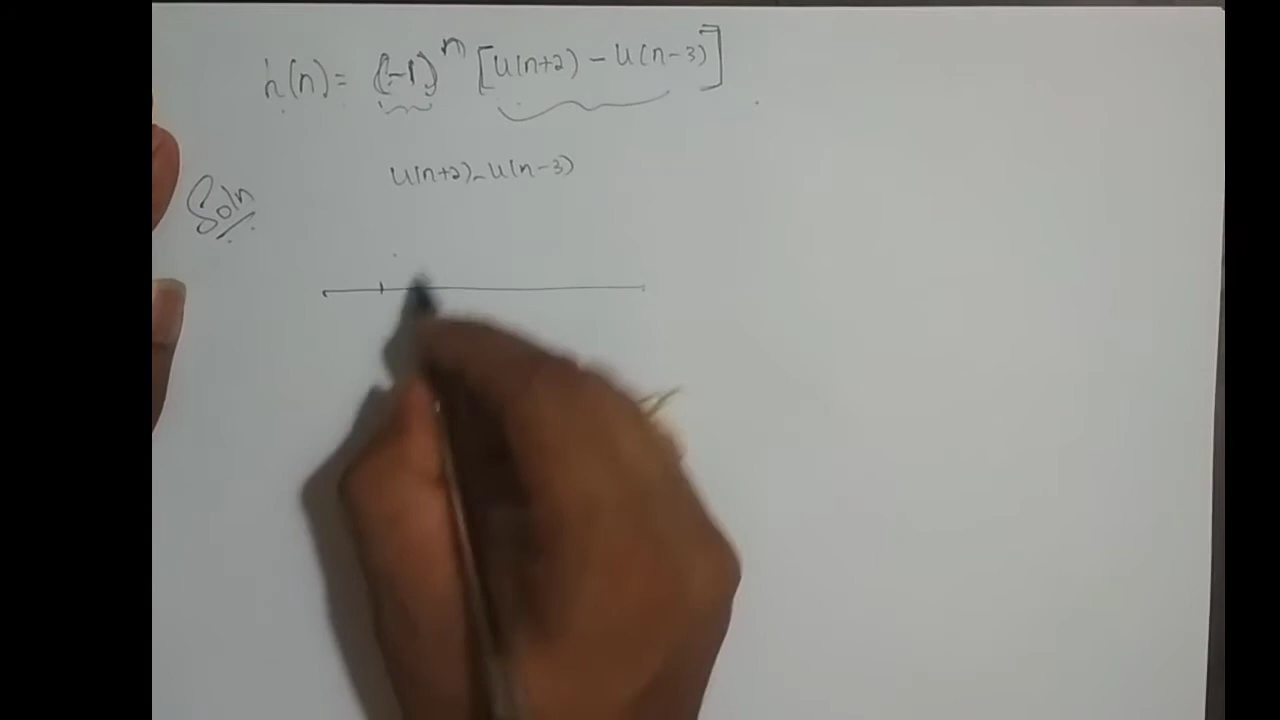 h(n) = (-1)^n [u(n+2) - u(n-3)]
u(n+2) - u(n-3)
Soln